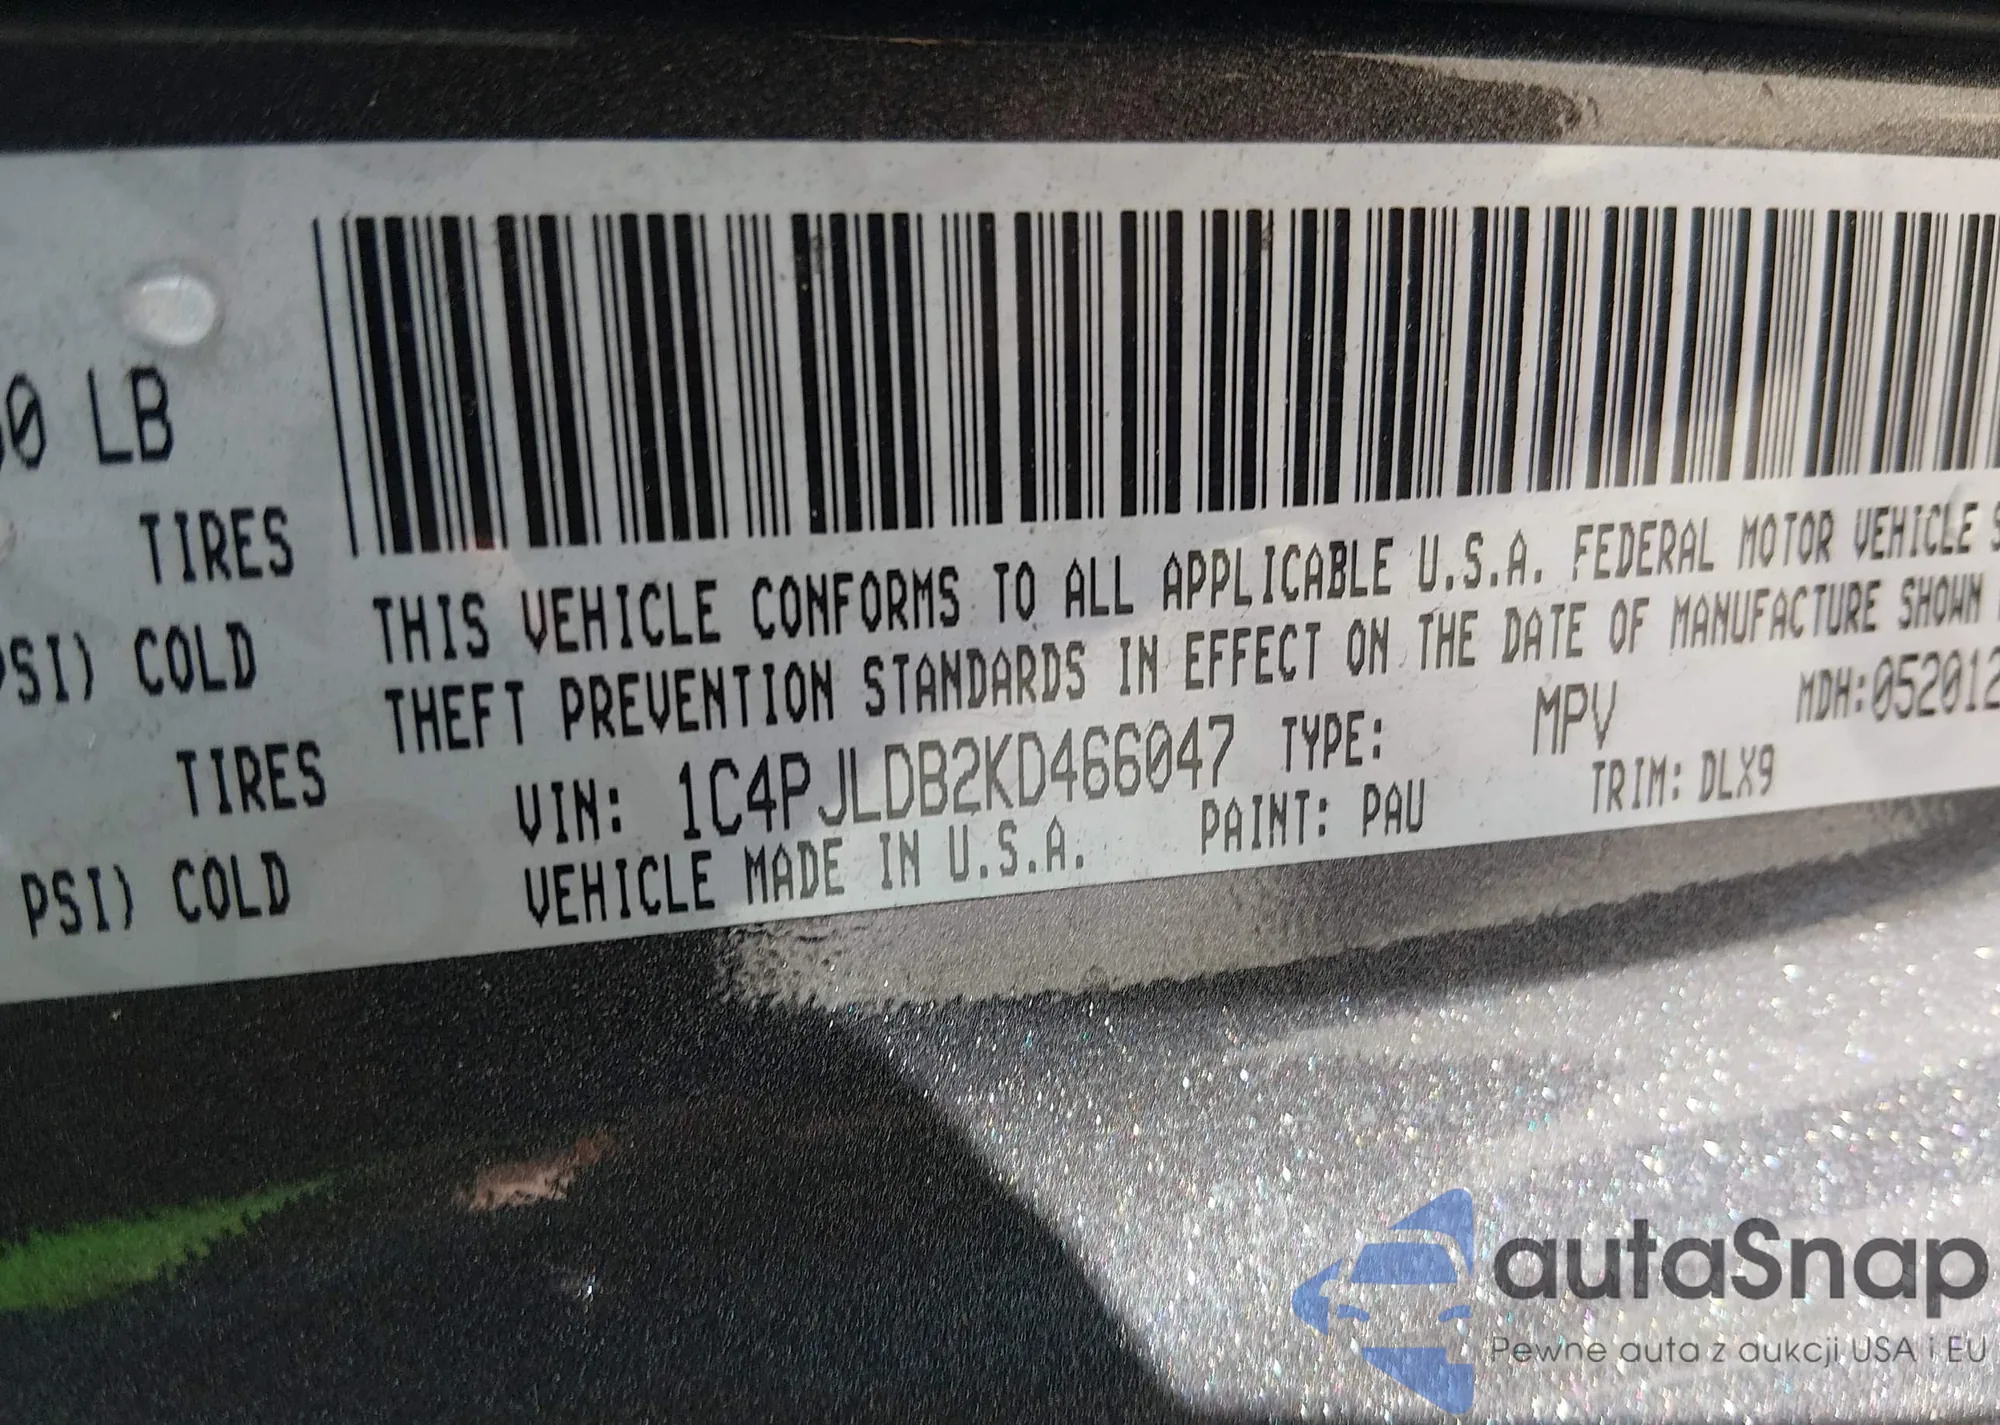 0 LB
TIRES
PSI) COLD
TIRES
PSI) COLD
THIS VEHICLE CONFORMS TO ALL APPLICABLE U.S.A. FEDERAL MOTOR VEHICLE S
THEFT PREVENTION STANDARDS IN EFFECT ON THE DATE OF MANUFACTURE SHOWN
VIN: 1C4PJLDB2KD466047 TYPE: MPV MDH:052012
VEHICLE MADE IN U.S.A. PAINT: PAU TRIM: DLX9
autaSnap
Pewne auta z aukcji USA i EU